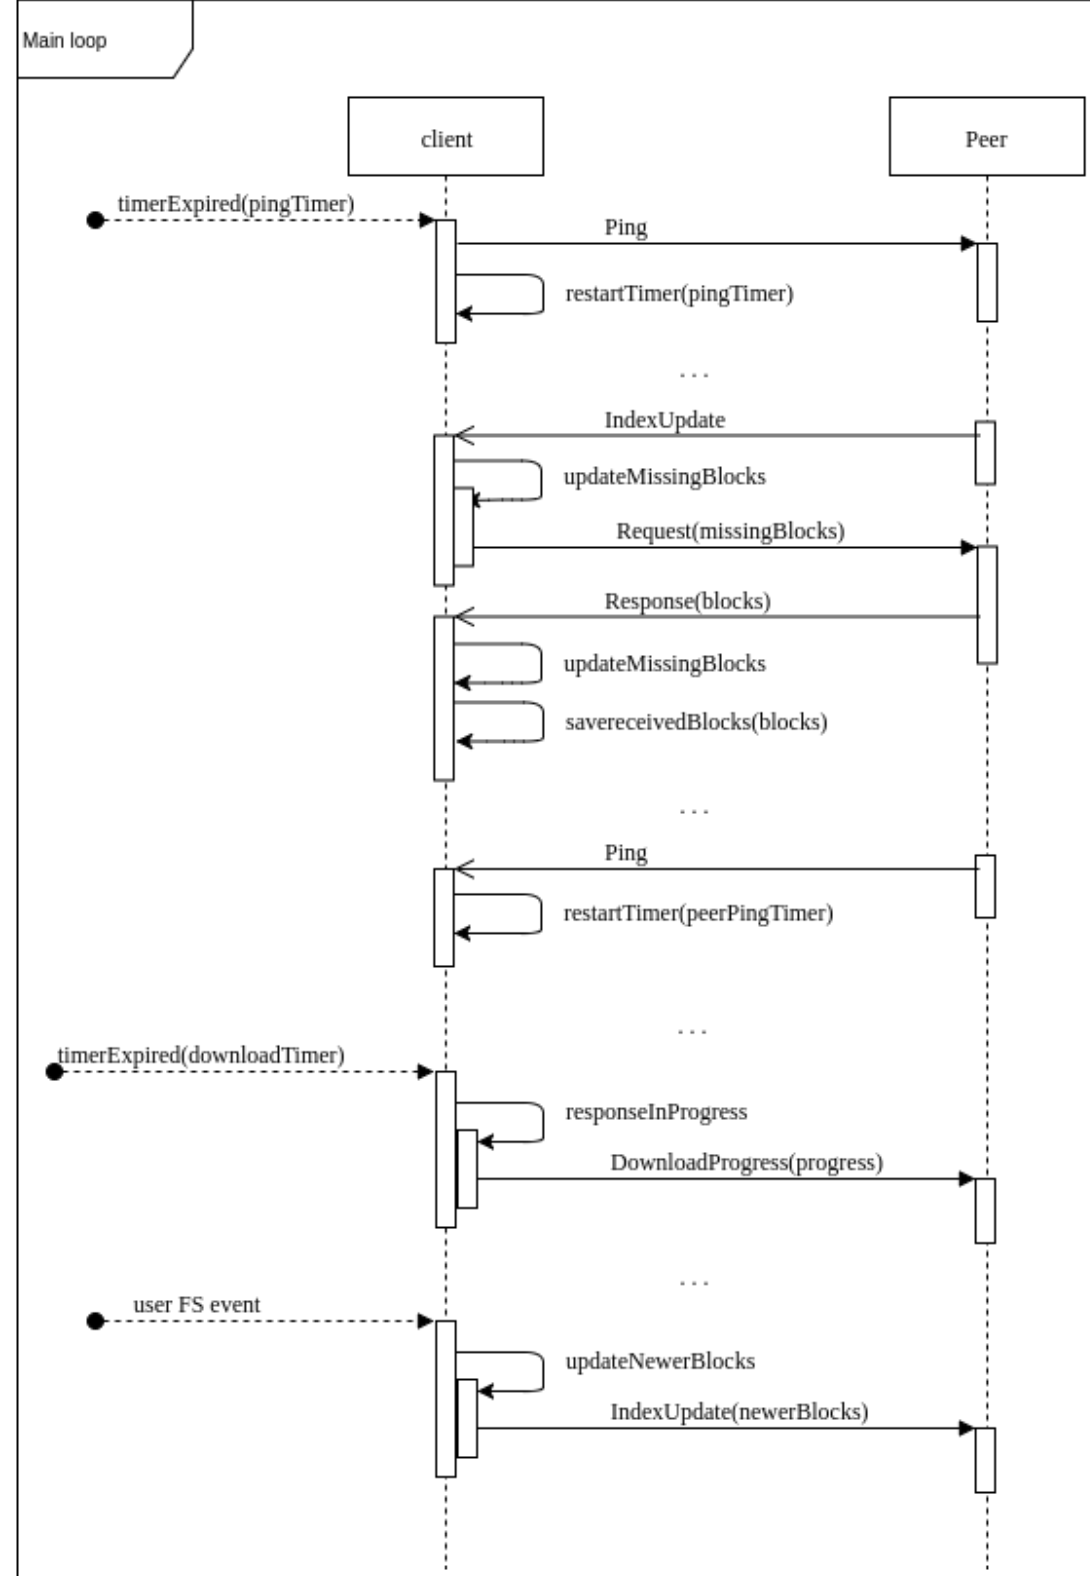 Main loop
client
Peer
timerExpired(pingTimer)
Ping
restartTimer(pingTimer)
...
IndexUpdate
updateMissingBlocks
Request(missingBlocks)
Response(blocks)
updateMissingBlocks
savereceivedBlocks(blocks)
...
Ping
restartTimer(peerPingTimer)
...
timerExpired(downloadTimer)
responseInProgress
DownloadProgress(progress)
...
user FS event
updateNewerBlocks
IndexUpdate(newerBlocks)